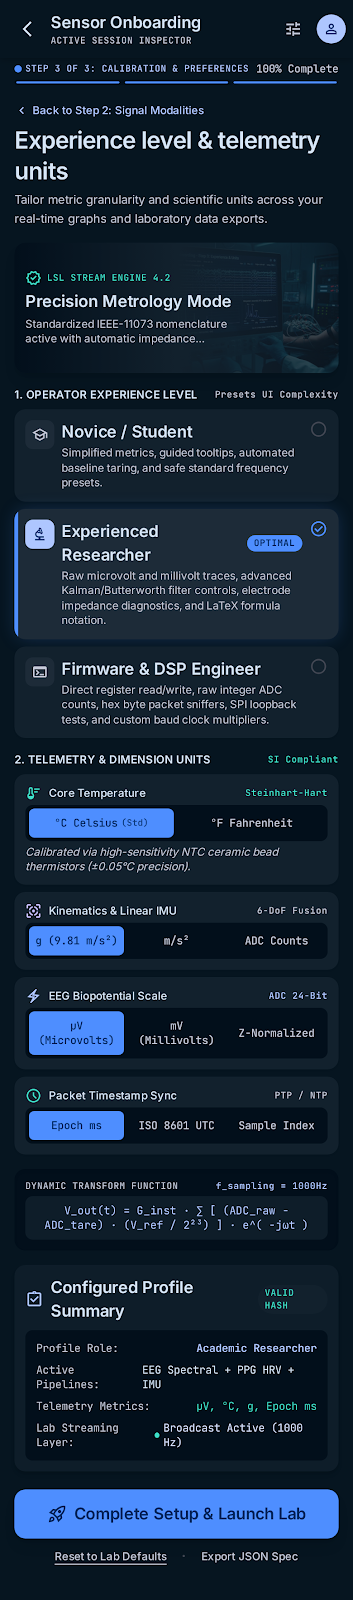 Sensor Onboarding
ACTIVE SESSION INSPECTOR
STEP 3 OF 3: CALIBRATION & PREFERENCES 100% Complete
Back to Step 2: Signal Modalities
Experience level & telemetry
units
Tailor metric granularity and scientific units across your
real-time graphs and laboratory data exports.
LSL STREAM ENGINE 4.2
Precision Metrology Mode
Standardized IEEE-11073 nomenclature
active with automatic impedance...
1. OPERATOR EXPERIENCE LEVEL Presets UI Complexity
Novice / Student
Simplified metrics, guided tooltips, automated
baseline taring, and safe standard frequency
presets.
Experienced
Researcher
OPTIMAL
Raw microvolt and millivolt traces, advanced
Kalman/Butterworth filter controls, electrode
impedance diagnostics, and LaTeX formula
notation.
Firmware & DSP Engineer
Direct register read/write, raw integer ADC
counts, hex byte packet sniffers, SPI loopback
tests, and custom baud clock multipliers.
2. TELEMETRY & DIMENSION UNITS SI Compliant
Core Temperature Steinhart-Hart
°C Celsius (Std) °F Fahrenheit
Calibrated via high-sensitivity NTC ceramic bead
thermistors (±0.05°C precision).
Kinematics & Linear IMU 6-DoF Fusion
g (9.81 m/s²) m/s² ADC Counts
EEG Biopotential Scale ADC 24-Bit
µV
(Microvolts)
mV
(Millivolts)
Z-Normalized
Packet Timestamp Sync PTP / NTP
Epoch ms ISO 8601 UTC Sample Index
DYNAMIC TRANSFORM FUNCTION f_sampling = 1000Hz
V_out(t) = G_inst · ∑ [ (ADC_raw -
ADC_tare) · (V_ref / 2²³) ] · e^( -jωt )
Configured Profile
Summary
VALID
HASH
Profile Role: Academic Researcher
Active
Pipelines:
EEG Spectral + PPG HRV +
IMU
Telemetry Metrics: µV, °C, g, Epoch ms
Lab Streaming
Layer:
Broadcast Active (1000
Hz)
Complete Setup & Launch Lab
Reset to Lab Defaults · Export JSON Spec